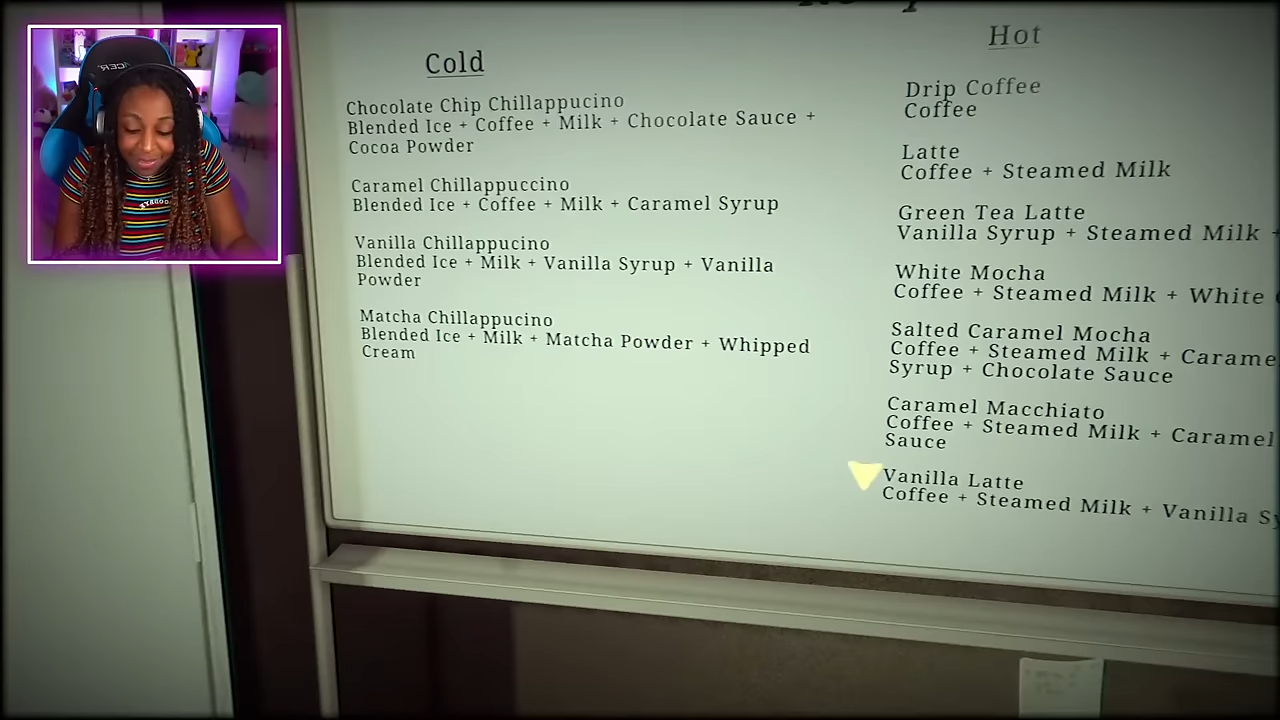 Cold
Chocolate Chip Chillappucino
Blended Ice + Coffee + Milk + Chocolate Sauce +
Cocoa Powder
Caramel Chillappuccino
Blended Ice + Coffee + Milk + Caramel Syrup
Vanilla Chillappucino
Blended Ice + Milk + Vanilla Syrup + Vanilla
Powder
Matcha Chillappucino
Blended Ice + Milk + Matcha Powder + Whipped
Cream
Hot
Drip Coffee
Coffee
Latte
Coffee + Steamed Milk
Green Tea Latte
Vanilla Syrup + Steamed Milk +
White Mocha
Coffee + Steamed Milk + White
Salted Caramel Mocha
Coffee + Steamed Milk + Carame
Syrup + Chocolate Sauce
Caramel Macchiato
Coffee + Steamed Milk + Caramel
Sauce
Vanilla Latte
Coffee + Steamed Milk + Vanilla Sy